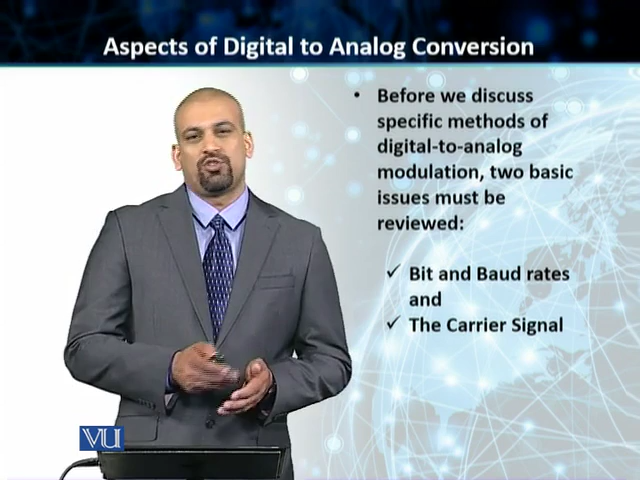 Aspects of Digital to Analog Conversion
• Before we discuss
specific methods of
digital-to-analog
modulation, two basic
issues must be
reviewed:
✓ Bit and Baud rates
and
✓ The Carrier Signal
VU